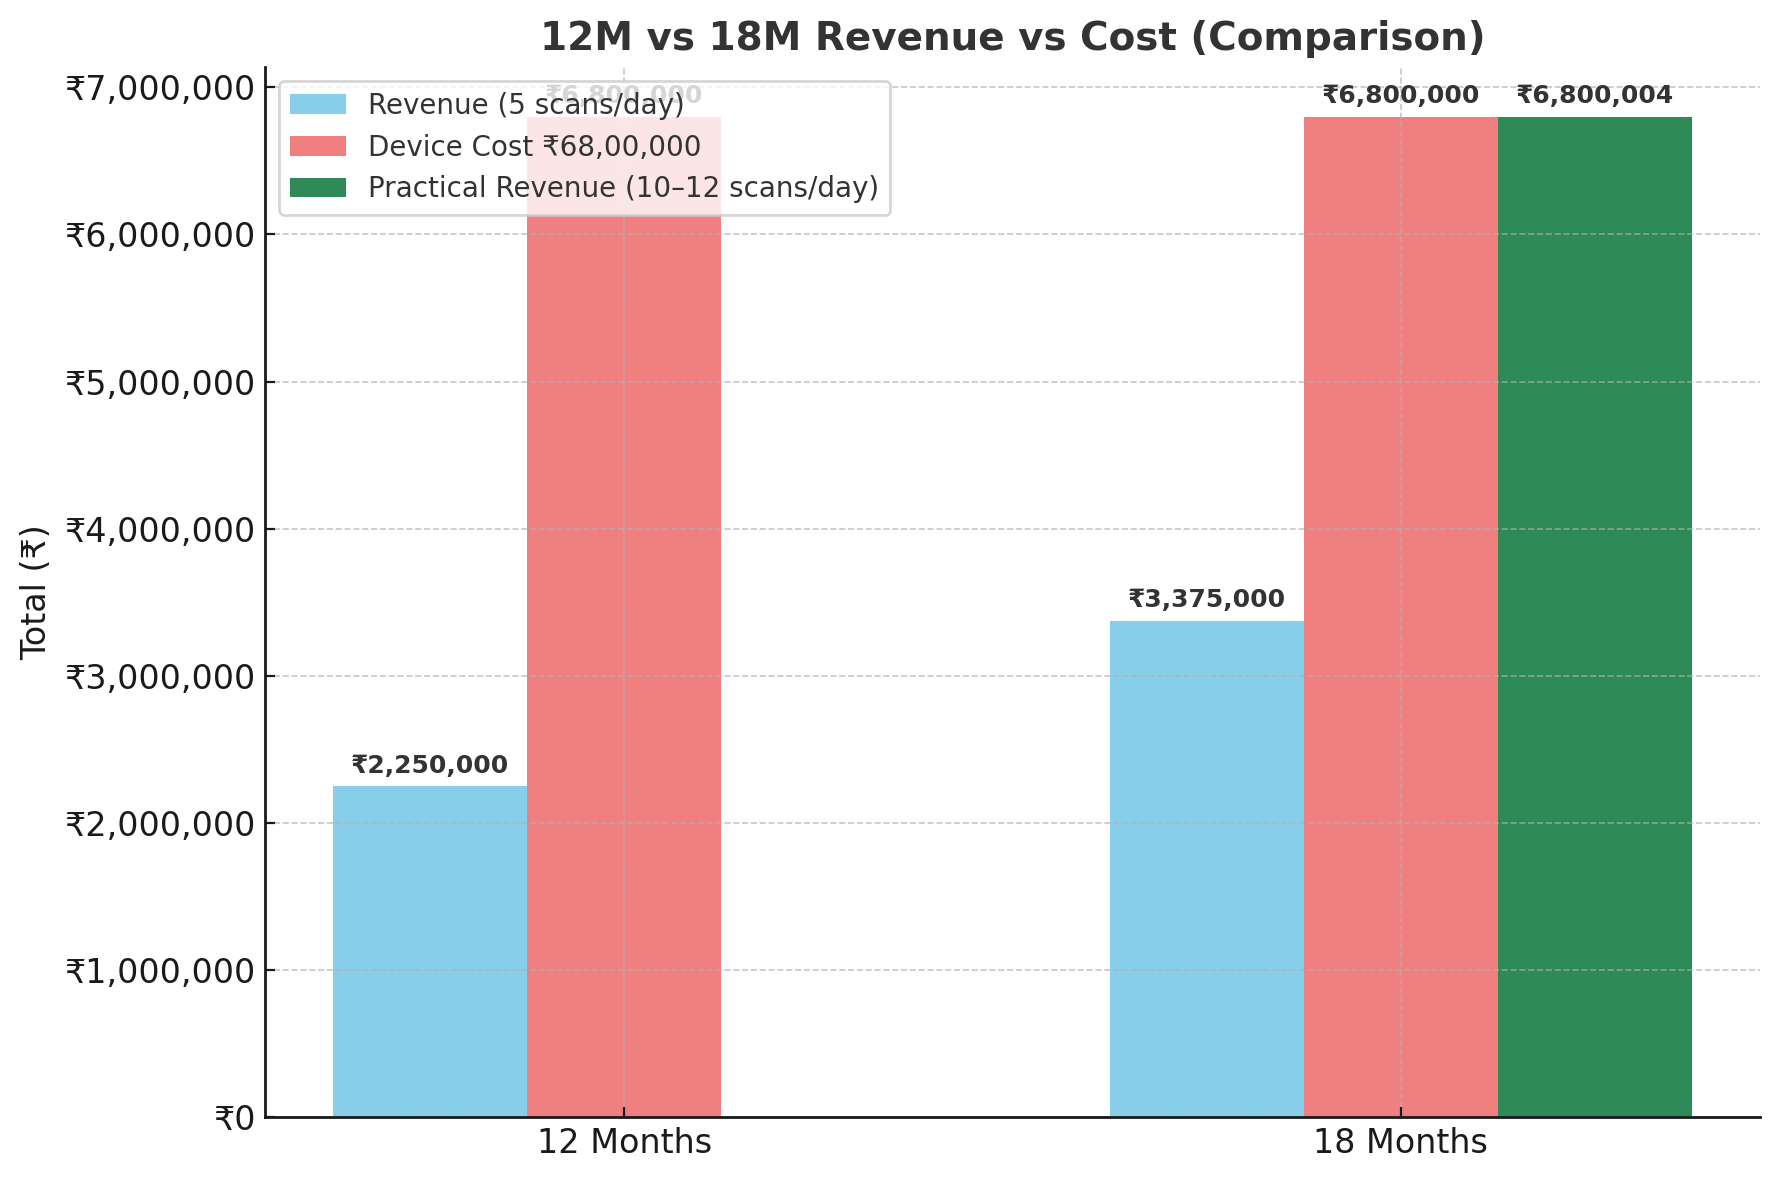 12M vs 18M Revenue vs Cost (Comparison)
₹7,000,000
₹6,000,000
₹5,000,000
₹4,000,000
₹3,000,000
₹2,000,000
₹1,000,000
₹0
Total (₹)
Revenue (5 scans/day)
Device Cost ₹68,00,000
Practical Revenue (10–12 scans/day)
₹2,250,000
₹6,800,000
₹3,375,000
₹6,800,000
₹6,800,004
12 Months
18 Months